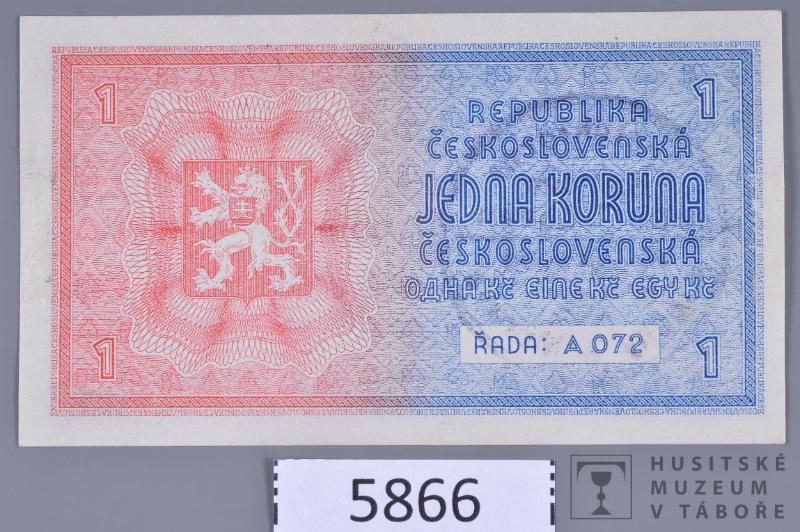 REPUBLIKA
ČESKOSLOVENSKÁ
JEDNA KORUNA
ČESKOSLOVENSKÁ
ОДНА Kč EINE Kč EGY Kč
ŘADA: A 072
1
1
1
1
5866
HUSITSKÉ
MUZEUM
V TÁBOŘE